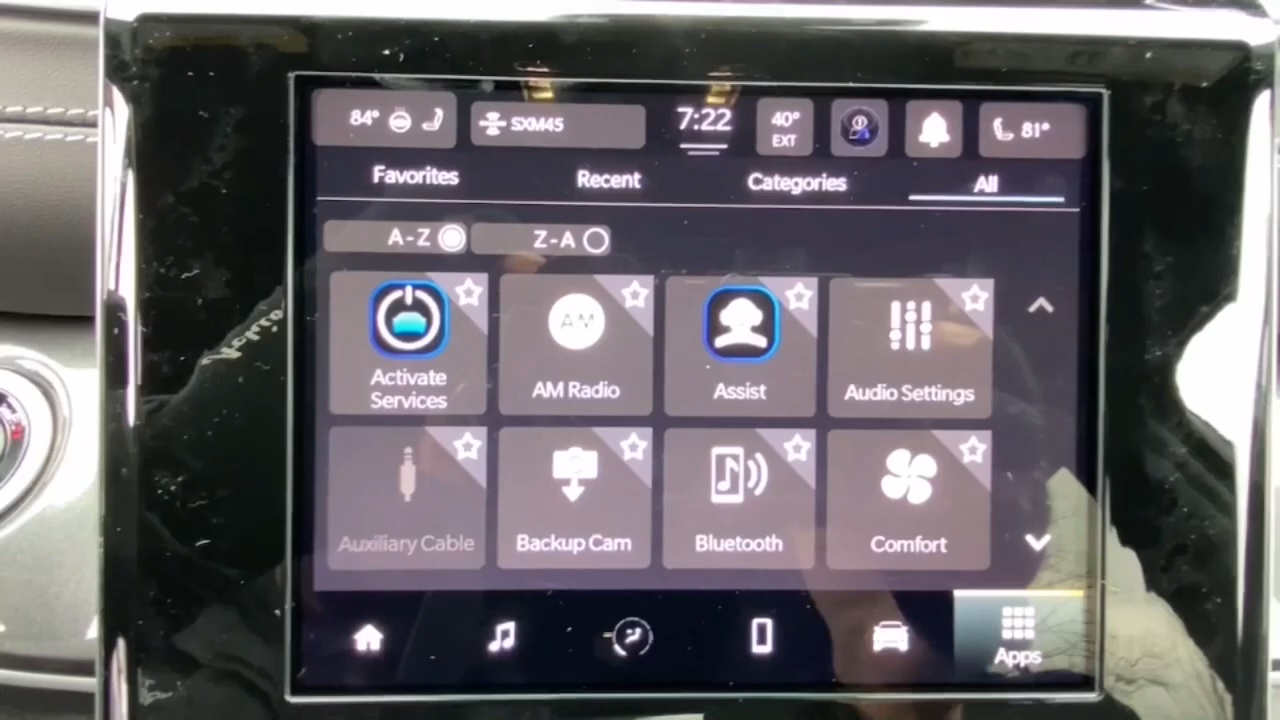 84°
SXM45
7:22
40°
EXT
81°
Favorites
Recent
Categories
All
A-Z
Z-A
Activate
Services
AM
AM Radio
Assist
Audio Settings
Auxiliary Cable
Backup Cam
Bluetooth
Comfort
Apps